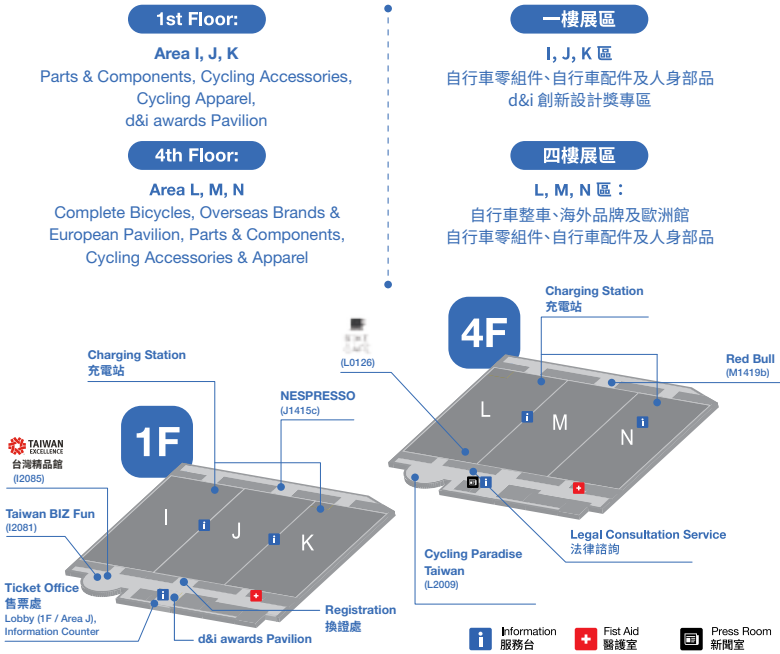 1st Floor:
Area I, J, K
Parts & Components, Cycling Accessories,
Cycling Apparel,
d&i awards Pavilion
4th Floor:
Area L, M, N
Complete Bicycles, Overseas Brands &
European Pavilion, Parts & Components,
Cycling Accessories & Apparel
一樓展區
I, J, K 區
自行車零組件、自行車配件及人身部品
d&i 創新設計獎專區
四樓展區
L, M, N 區：
自行車整車、海外品牌及歐洲館
自行車零組件、自行車配件及人身部品
4F
Charging Station
充電站
(L0126)
Red Bull
(M1419b)
L
M
N
Legal Consultation Service
法律諮詢
Cycling Paradise
Taiwan
(L2009)
1F
Charging Station
充電站
NESPRESSO
(J1415c)
TAIWAN
EXCELLENCE
台灣精品館
(I2085)
Taiwan BIZ Fun
(I2081)
I
J
K
Ticket Office
售票處
Lobby (1F / Area J),
Information Counter
d&i awards Pavilion
Registration
換證處
Information
服務台
Fist Aid
醫護室
Press Room
新聞室